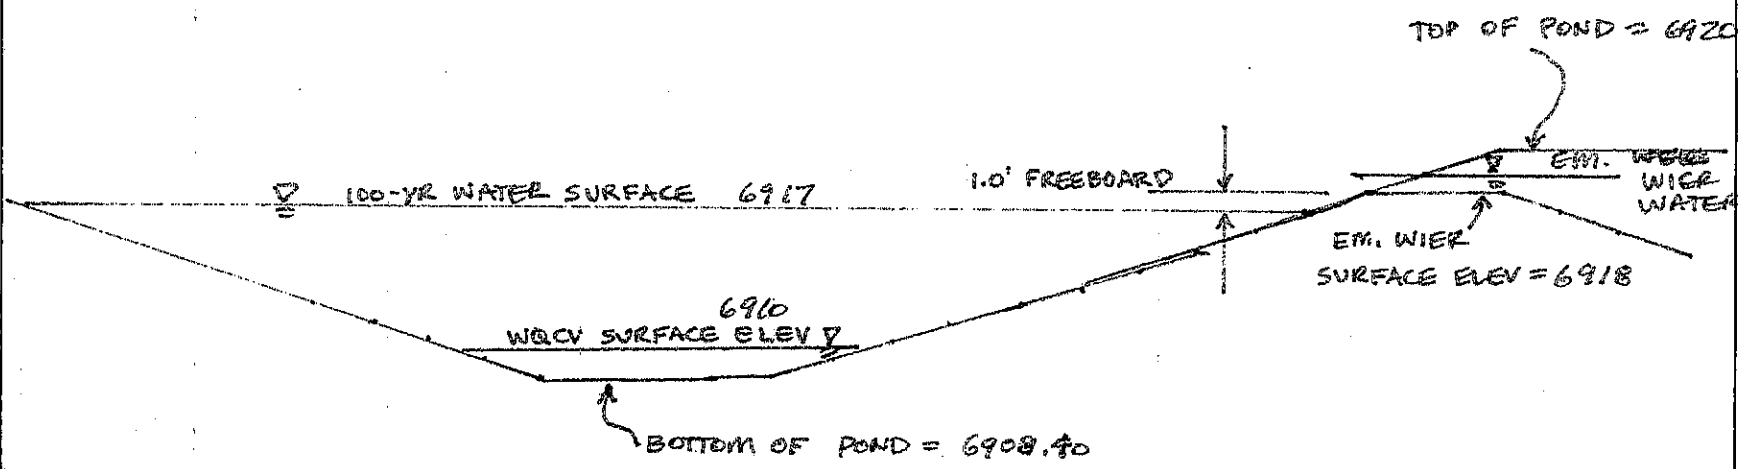 TOP OF POND = 6920
1.0' FREEBOARD
EM.
WIER
WATER
100-YR WATER SURFACE 6917
EM. WIER
SURFACE ELEV = 6918
6910
WQCV SURFACE ELEV
BOTTOM OF POND = 6908.40